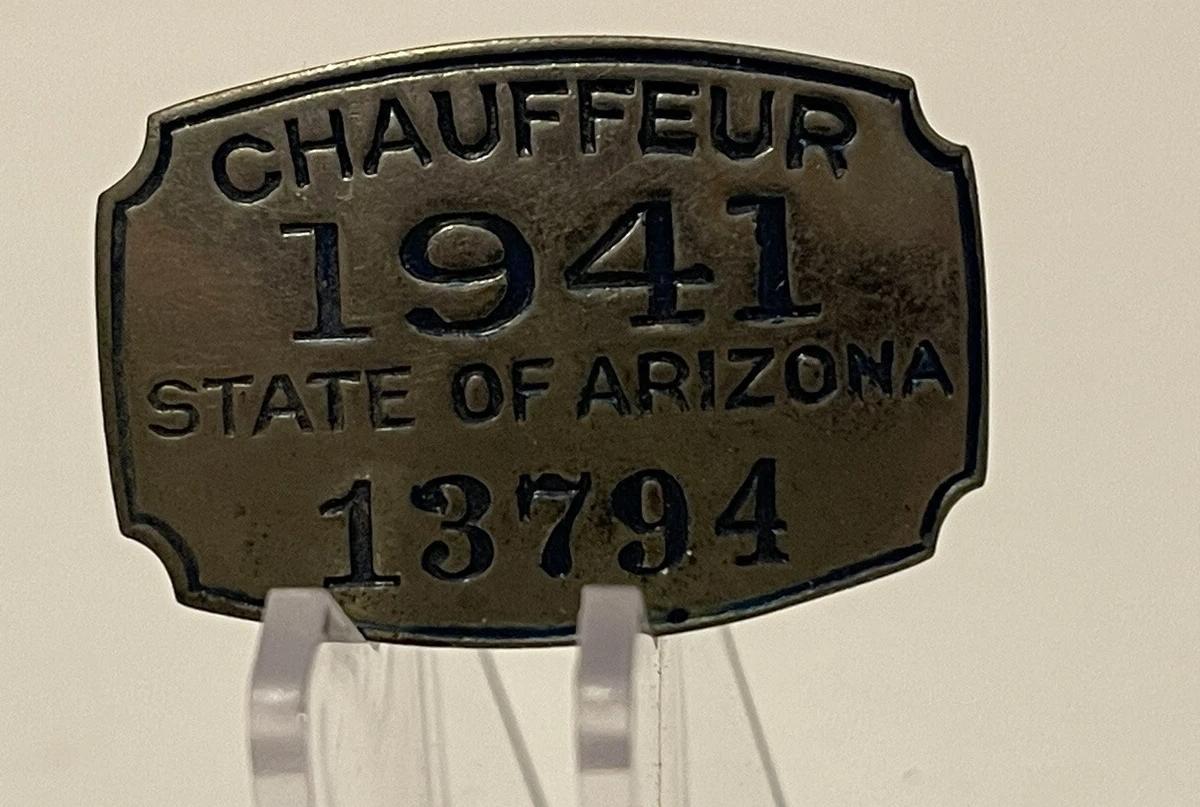 CHAUFFEUR
1941
STATE OF ARIZONA
13794